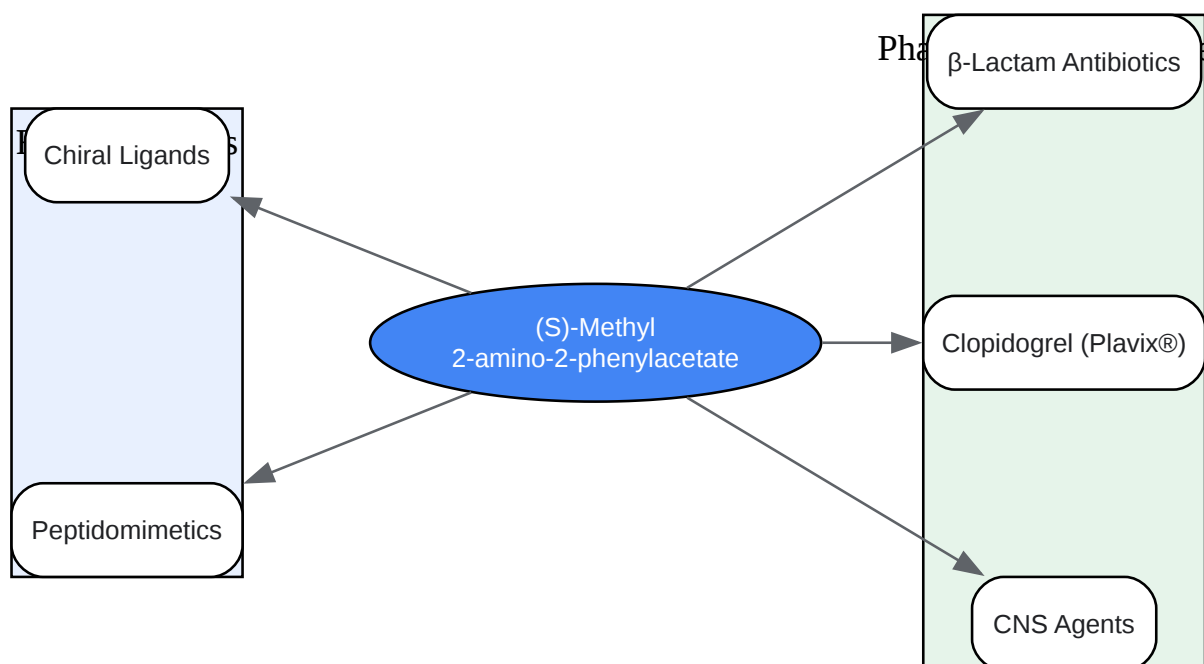 β-Lactam Antibiotics
Chiral Ligands
(S)-Methyl
2-amino-2-phenylacetate
Clopidogrel (Plavix®)
Peptidomimetics
CNS Agents